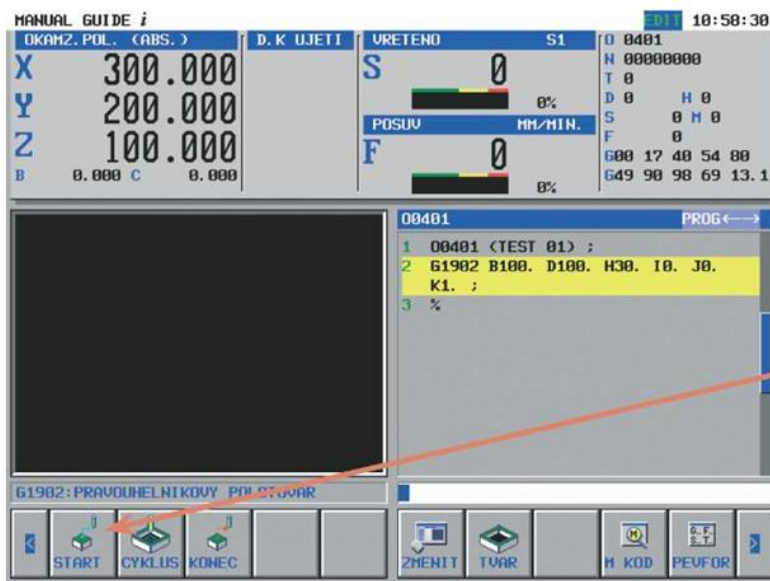 MANUAL GUIDE i EDIT 10:58:30
OKAMZ.POL. (ABS.) D.K UJETI VRETENO S1 O 0401
X 300.000 S 0 N 00000000
T 0
Y 200.000 0% D 0 H 0
POSUV MM/MIN. S 0 M 0
Z 100.000 F 0 F 0
G00 17 40 54 80
B 0.000 C 0.000 0% G49 90 98 69 13.1
O0401 PROG←→
1 O0401 (TEST 01) ;
2 G1902 B100. D100. H30. I0. J0.
K1. ;
3 %
G1902:PRAVOUHELNIKOVY POLOTOVAR
< START CYKLUS KONEC ZMENIT TVAR M KOD PEVFOR >